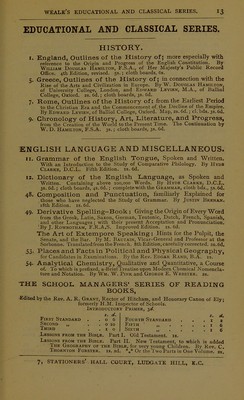 WEALE'S EDUCATIONAL AND CLASSICAL SERIES. 13
EDUCATIONAL AND CLASSICAL SERIES.
HISTORY.
1. England, Outlines of the History of; more especially with
reference to the Origin and Progress of the English Constitution. By
WILLIAM DOUGLAS HAMILTON, F.S.A., of Her Majesty's Public Record
Office. 4th Edition, revised. 5s.; cloth boards, 6s.
5. Greece, Outlines of the History of; in connection with the
Rise of the Arts and Civilization in Europe. By W. DOUGLAS HAMILTON,
of University College, London, and EDWARD LEVIEN, M.A., of Balliol
College, Oxford. 2s. 6d.; cloth boards, 3s. 6d.
7. Rome, Outlines of the History of: from the Earliest Period
to the Christian Era and the Commencement of the Decline of the Empire.
By EDWARD LEVIEN, of Balliol College, Oxford. Map, 2s. 6d.; cl. bds. 3s. 6d.
9. Chronology of History, Art, Literature, and Progress,
from the Creation of the World to the Present Time. The Continuation by
W. D. HAMILTON, F.S.A. 3s.; cloth boards, 3s. 6d.
ENGLISH LANGUAGE AND MISCELLANEOUS.
11. Grammar of the English Tongue, Spoken and Written.
With an Introduction to the Study of Comparative Philology. By HYDE
CLARKE, D.C.L. Fifth Edition. 1s. 6d.
12. Dictionary of the English Language, as Spoken and
Written. Containing above 100,000 Words. By HYDE CLARKE, D.C.L.
3s. 6d.; cloth boards, 4s. 6d.; complete with the GRAMMAR, cloth bds., 5s. 6d.
48. Composition and Punctuation, familiarly Explained for
those who have neglected the Study of Grammar. By JUSTIN BRENAN.
18th Edition. 1s. 6d.
49. Derivative Spelling-Book: Giving the Origin of Every Word
from the Greek, Latin, Saxon, German, Teutonic, Dutch, French, Spanish,
and other Languages; with their present Acceptation and Pronunciation.
By J. ROWBOTHAM, F.R.A.S. Improved Edition. 1s. 6d.
51. The Art of Extempore Speaking: Hints for the Pulpit, the
Senate, and the Bar. By M. BAUTAIN, Vicar-General and Professor at the
Sorbonne. Translated from the French. 8th Edition, carefully corrected. 2s. 6d.
53. Places and Facts in Political and Physical Geography,
for Candidates in Examinations. By the Rev. EDGAR RAND, B.A. 1s.
54. Analytical Chemistry, Qualitative and Quantitative, a Course
of. To which is prefixed, a Brief Treatise upon Modern Chemical Nomencla-
ture and Notation. By WM. W. PINK and GEORGE E. WEBSTER. 2s.
THE SCHOOL MANAGERS' SERIES OF READING
BOOKS,
Edited by the Rev. A. R. GRANT, Rector of Hitcham, and Honorary Canon of Ely;
formerly H.M. Inspector of Schools.
INTRODUCTORY PRIMER, 3d.
s. d. s. d.
FIRST STANDARD . . 0 6 FOURTH STANDARD . . 1 2
SECOND " . . 0 10 FIFTH " . . 1 6
THIRD " . . 1 0 SIXTH " . . 1 6
LESSONS FROM THE BIBLE. Part I. Old Testament. 1s.
LESSONS FROM THE BIBLE. Part II. New Testament, to which is added
THE GEOGRAPHY OF THE BIBLE, for very young Children. By Rev. C.
THORNTON FORSTER. 1s. 2d. *** Or the Two Parts in One Volume. 2s.
7, STATIONERS' HALL COURT, LUDGATE HILL, E.C.